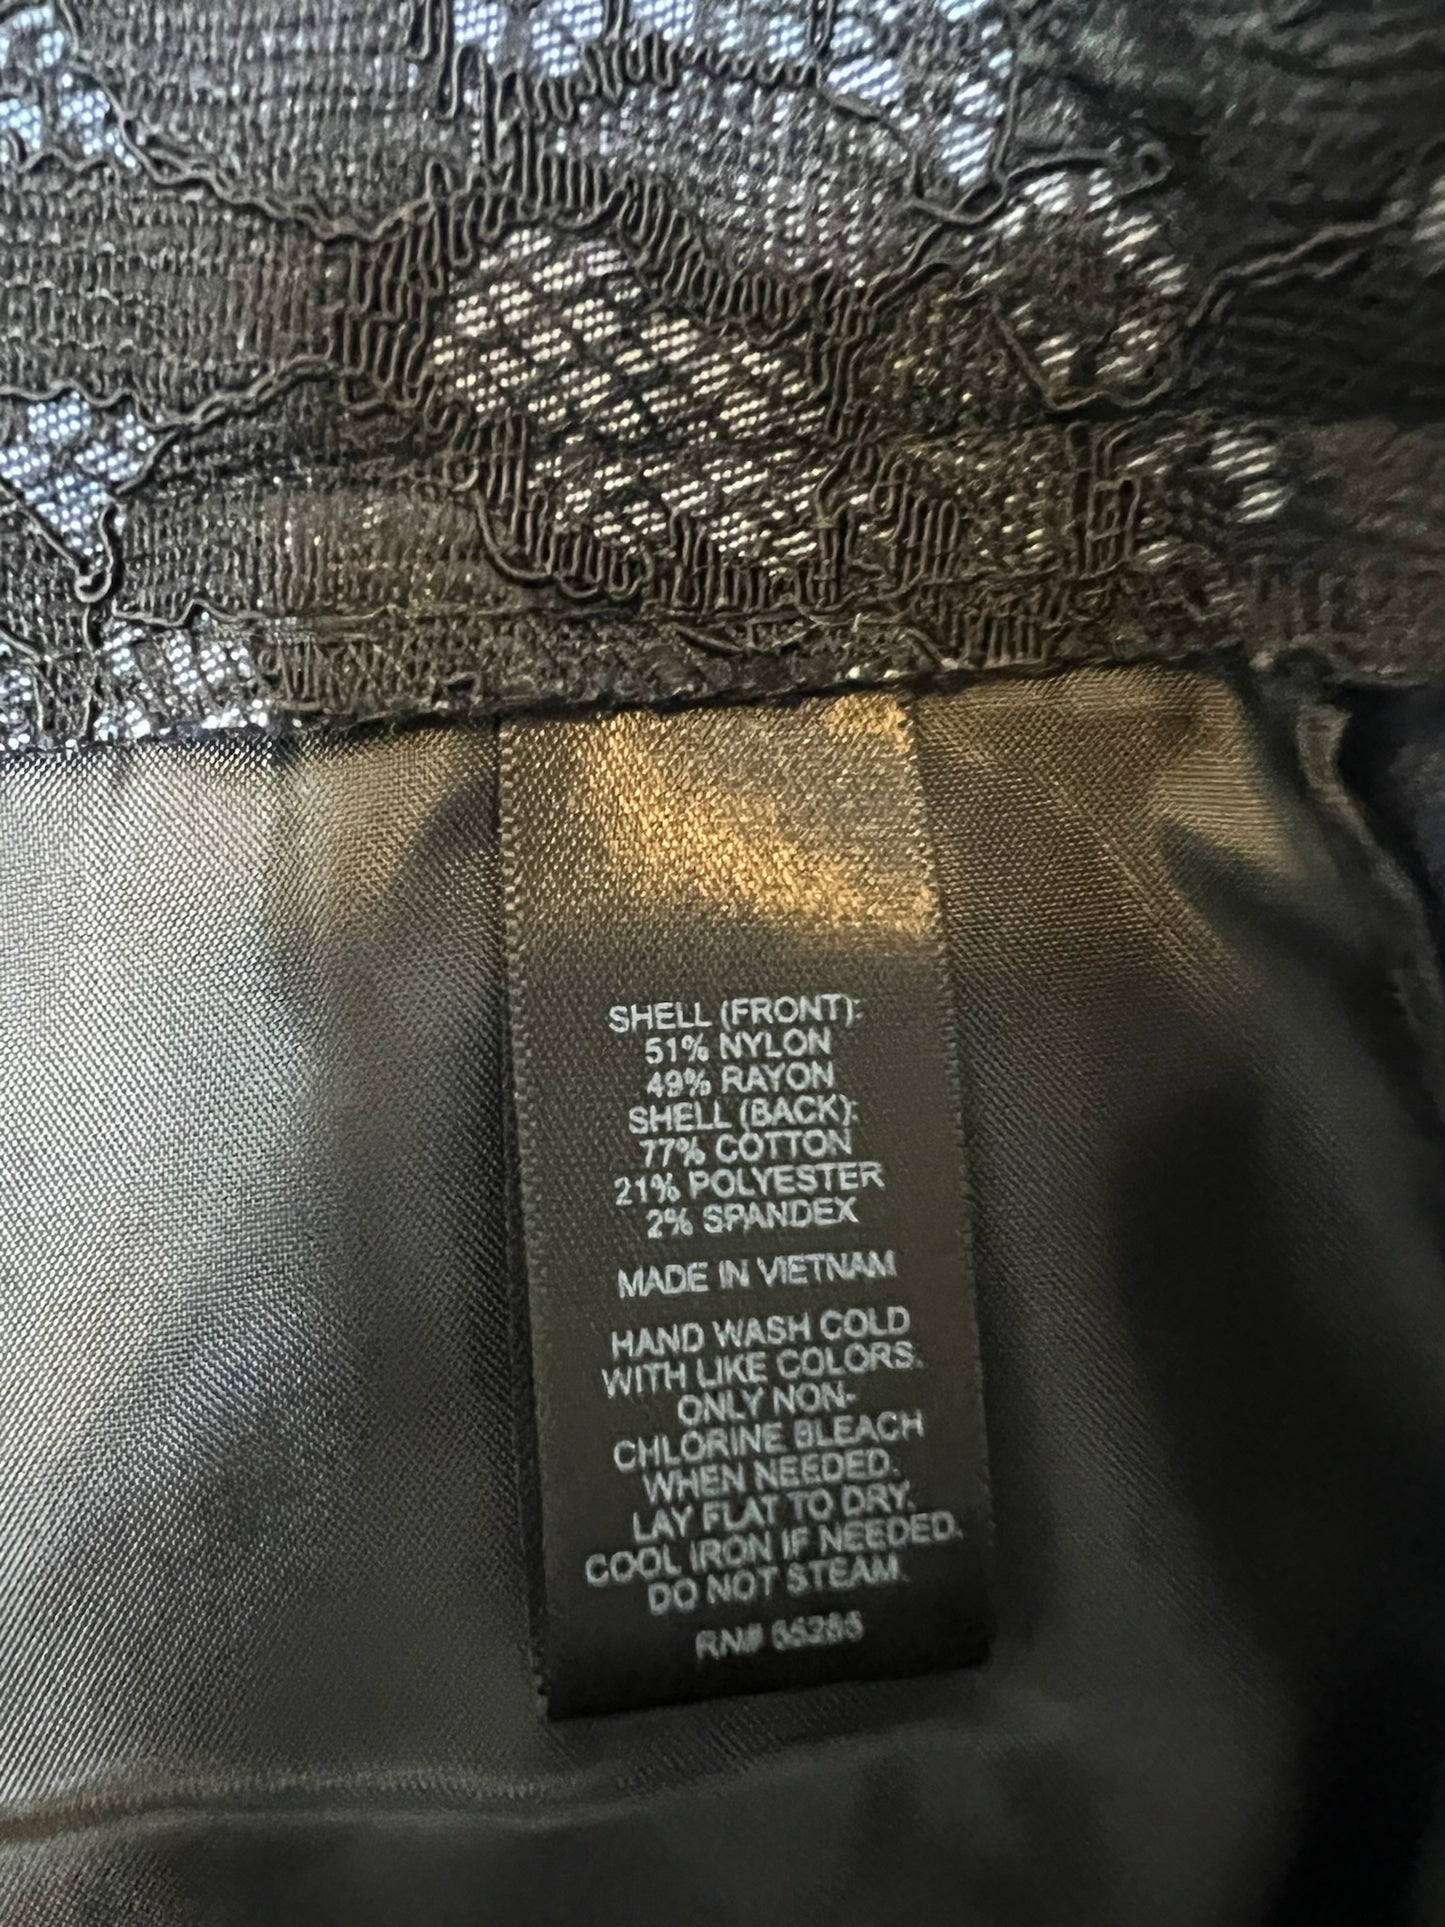 SHELL (FRONT):
51% NYLON
49% RAYON
SHELL (BACK):
77% COTTON
21% POLYESTER
2% SPANDEX
MADE IN VIETNAM
HAND WASH COLD
WITH LIKE COLORS.
ONLY NON-
CHLORINE BLEACH
WHEN NEEDED.
LAY FLAT TO DRY.
COOL IRON IF NEEDED.
DO NOT STEAM.
RN#